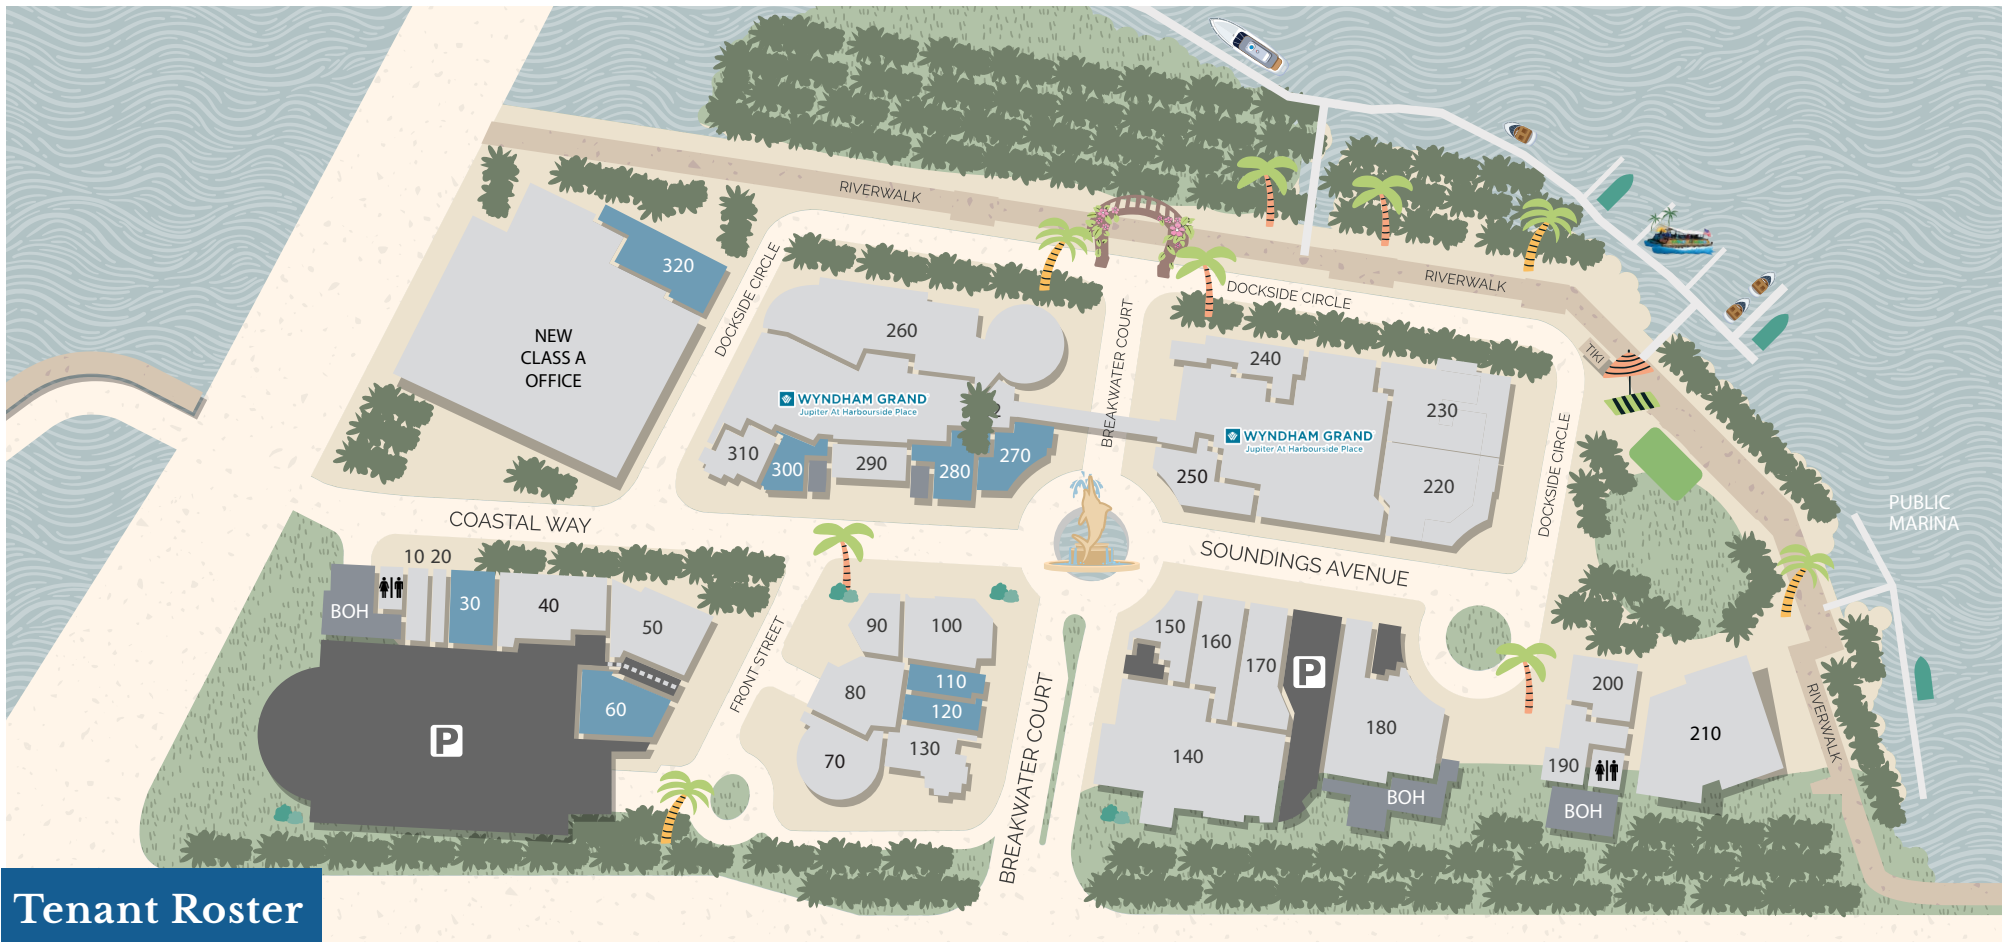 RIVERWALK
320
DOCKSIDE CIRCLE
NEW
CLASS A
OFFICE
260
WYNDHAM GRAND
Jupiter At Harbourside Place
310
300
290
280
270
BREAKWATER COURT
DOCKSIDE CIRCLE
RIVERWALK
TIKI
240
230
WYNDHAM GRAND
Jupiter At Harbourside Place
250
220
DOCKSIDE CIRCLE
PUBLIC
MARINA
COASTAL WAY
SOUNDINGS AVENUE
10 20
BOH
30
40
50
60
P
FRONT STREET
90
100
80
110
120
70
130
BREAKWATER COURT
150
160
170
P
140
180
BOH
200
190
BOH
210
RIVERWALK
Tenant Roster